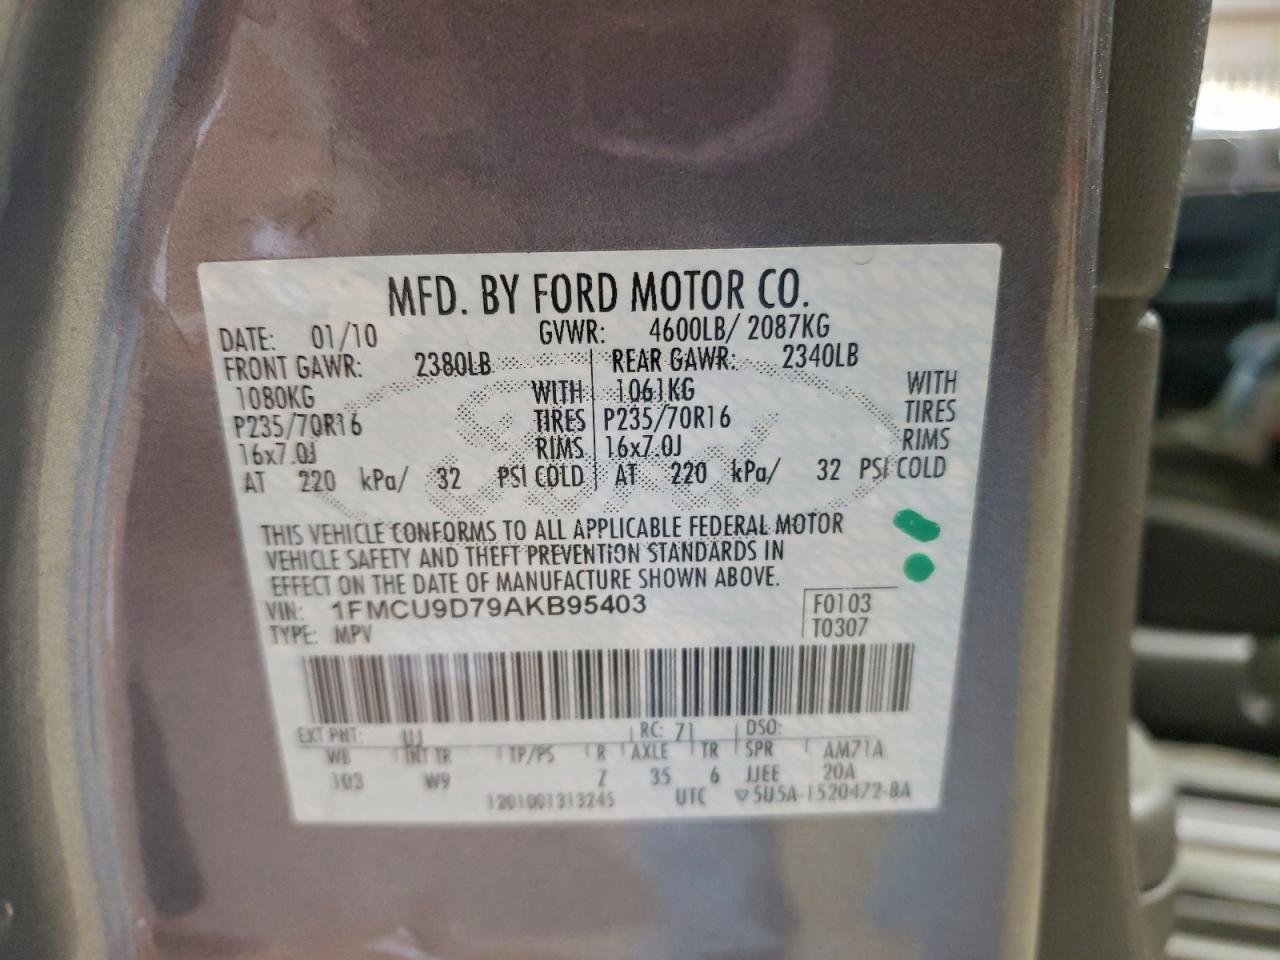 MFD. BY FORD MOTOR CO.
DATE: 01/10 GVWR: 4600LB/ 2087KG
FRONT GAWR: 2380LB REAR GAWR: 2340LB
1080KG WITH 1061KG WITH
P235/70R16 TIRES P235/70R16 TIRES
16x7.0J RIMS 16x7.0J RIMS
AT 220 kPa/ 32 PSI COLD AT 220 kPa/ 32 PSI COLD
THIS VEHICLE CONFORMS TO ALL APPLICABLE FEDERAL MOTOR
VEHICLE SAFETY AND THEFT PREVENTION STANDARDS IN
EFFECT ON THE DATE OF MANUFACTURE SHOWN ABOVE.
VIN: 1FMCU9D79AKB95403 F0103
TYPE: MPV T0307
EXT PNT: UJ RC: 71 DSO:
WB INT TR TP/PS R AXLE TR SPR AM71A
103 W9 Z 35 6 JJEE 20A
1201001313245 UTC ▽5U5A-1520472-BA